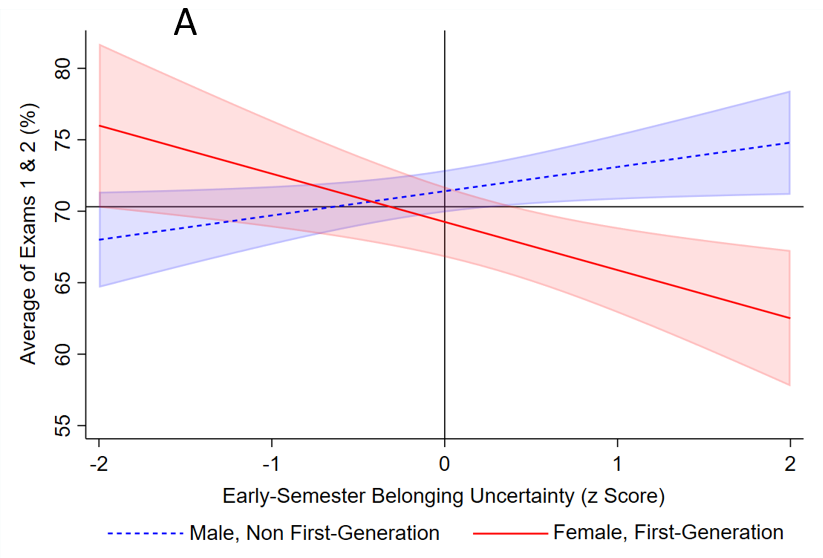 A
Average of Exams 1 & 2 (%)
80
75
70
65
60
55
-2 -1 0 1 2
Early-Semester Belonging Uncertainty (z Score)
Male, Non First-Generation Female, First-Generation